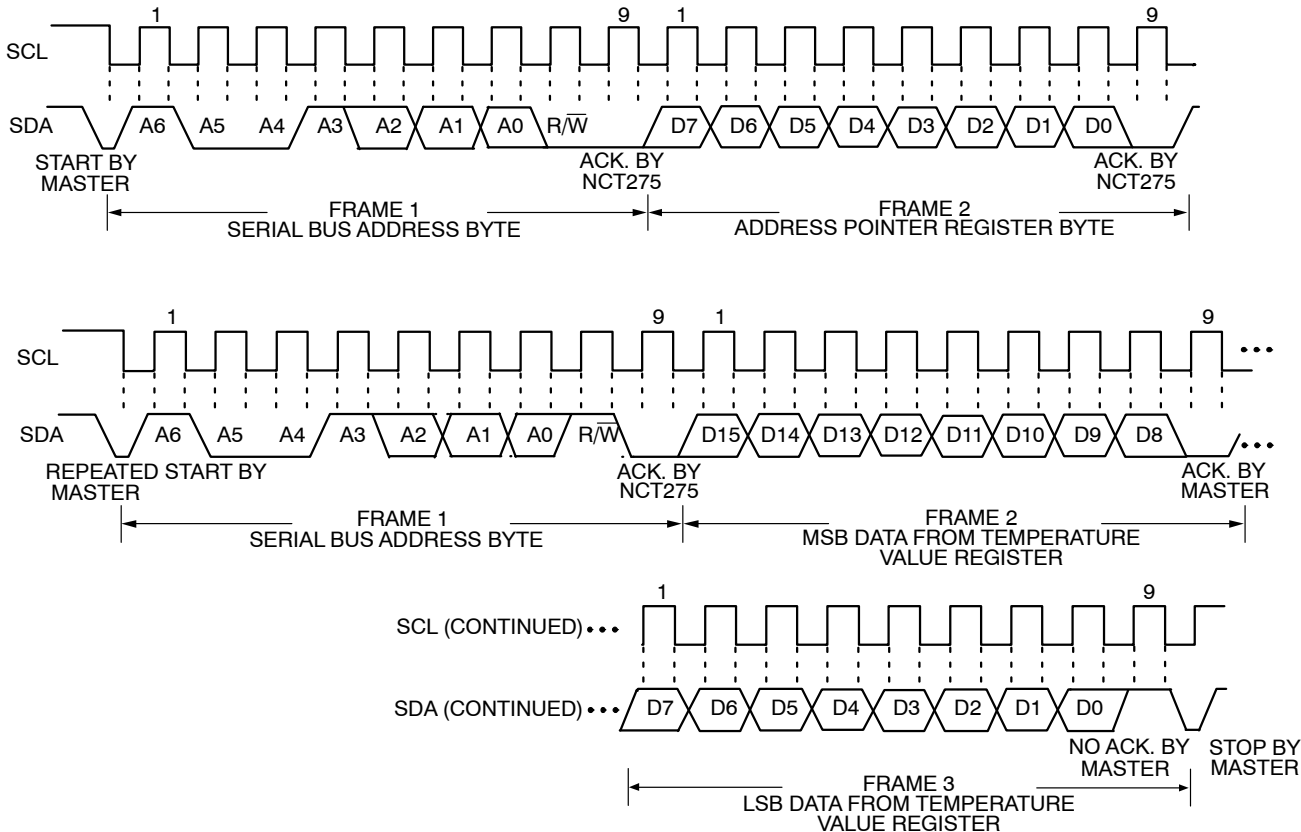 1 9 1 9
SCL
SDA A6 A5 A4 A3 A2 A1 A0 R/W̅ D7 D6 D5 D4 D3 D2 D1 D0
START BY
MASTER
ACK. BY
NCT275
ACK. BY
NCT275
FRAME 1
SERIAL BUS ADDRESS BYTE
FRAME 2
ADDRESS POINTER REGISTER BYTE
1 9 1 9
SCL
SDA A6 A5 A4 A3 A2 A1 A0 R/W̅ D15 D14 D13 D12 D11 D10 D9 D8
REPEATED START BY
MASTER
ACK. BY
NCT275
ACK. BY
MASTER
FRAME 1
SERIAL BUS ADDRESS BYTE
FRAME 2
MSB DATA FROM TEMPERATURE
VALUE REGISTER
1 9
SCL (CONTINUED)
SDA (CONTINUED) D7 D6 D5 D4 D3 D2 D1 D0
NO ACK. BY
MASTER
STOP BY
MASTER
FRAME 3
LSB DATA FROM TEMPERATURE
VALUE REGISTER